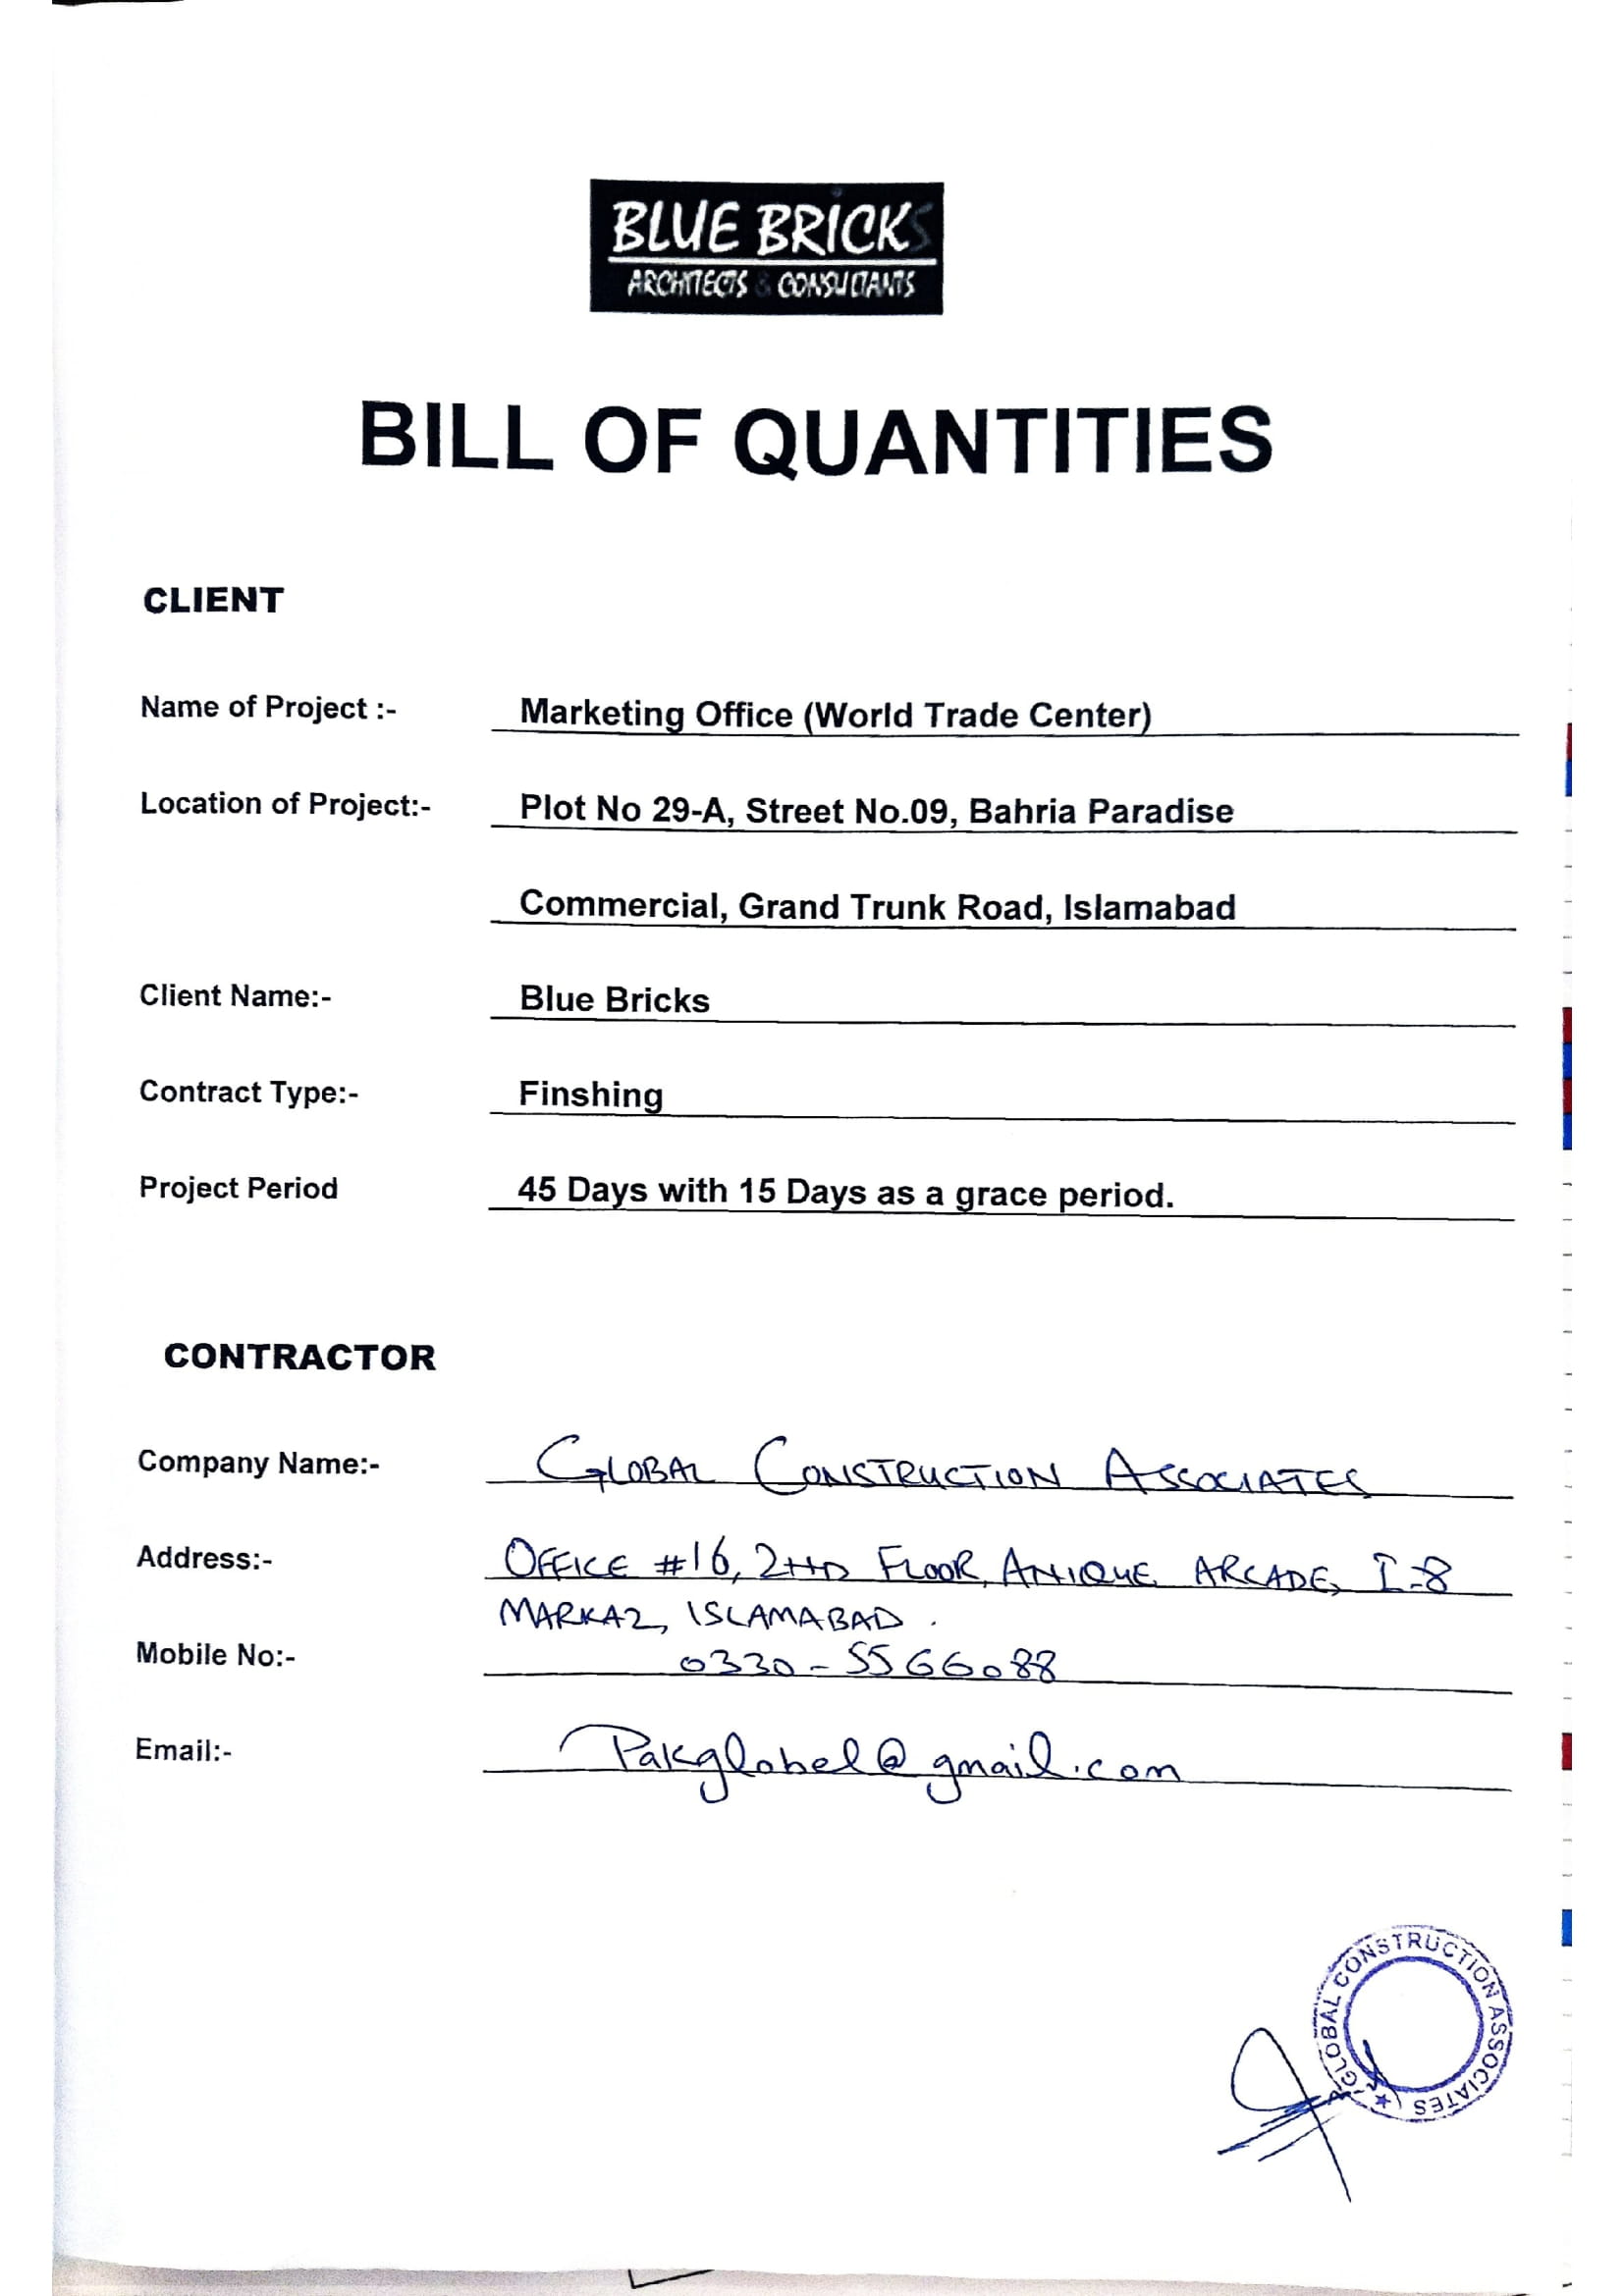 BLUE BRICKS
ARCHITECTS & CONSULTANTS
BILL OF QUANTITIES
CLIENT
Name of Project :- Marketing Office (World Trade Center)
Location of Project:- Plot No 29-A, Street No.09, Bahria Paradise
Commercial, Grand Trunk Road, Islamabad
Client Name:- Blue Bricks
Contract Type:- Finshing
Project Period 45 Days with 15 Days as a grace period.
CONTRACTOR
Company Name:- GLOBAL CONSTRUCTION ASSOCIATES
Address:- OFFICE #16, 2ND FLOOR, ANIQUE ARCADE, I-8
MARKAZ, ISLAMABAD.
Mobile No:- 0330-5566088
Email:- Pakglobel@gmail.com
GLOBAL CONSTRUCTION ASSOCIATES